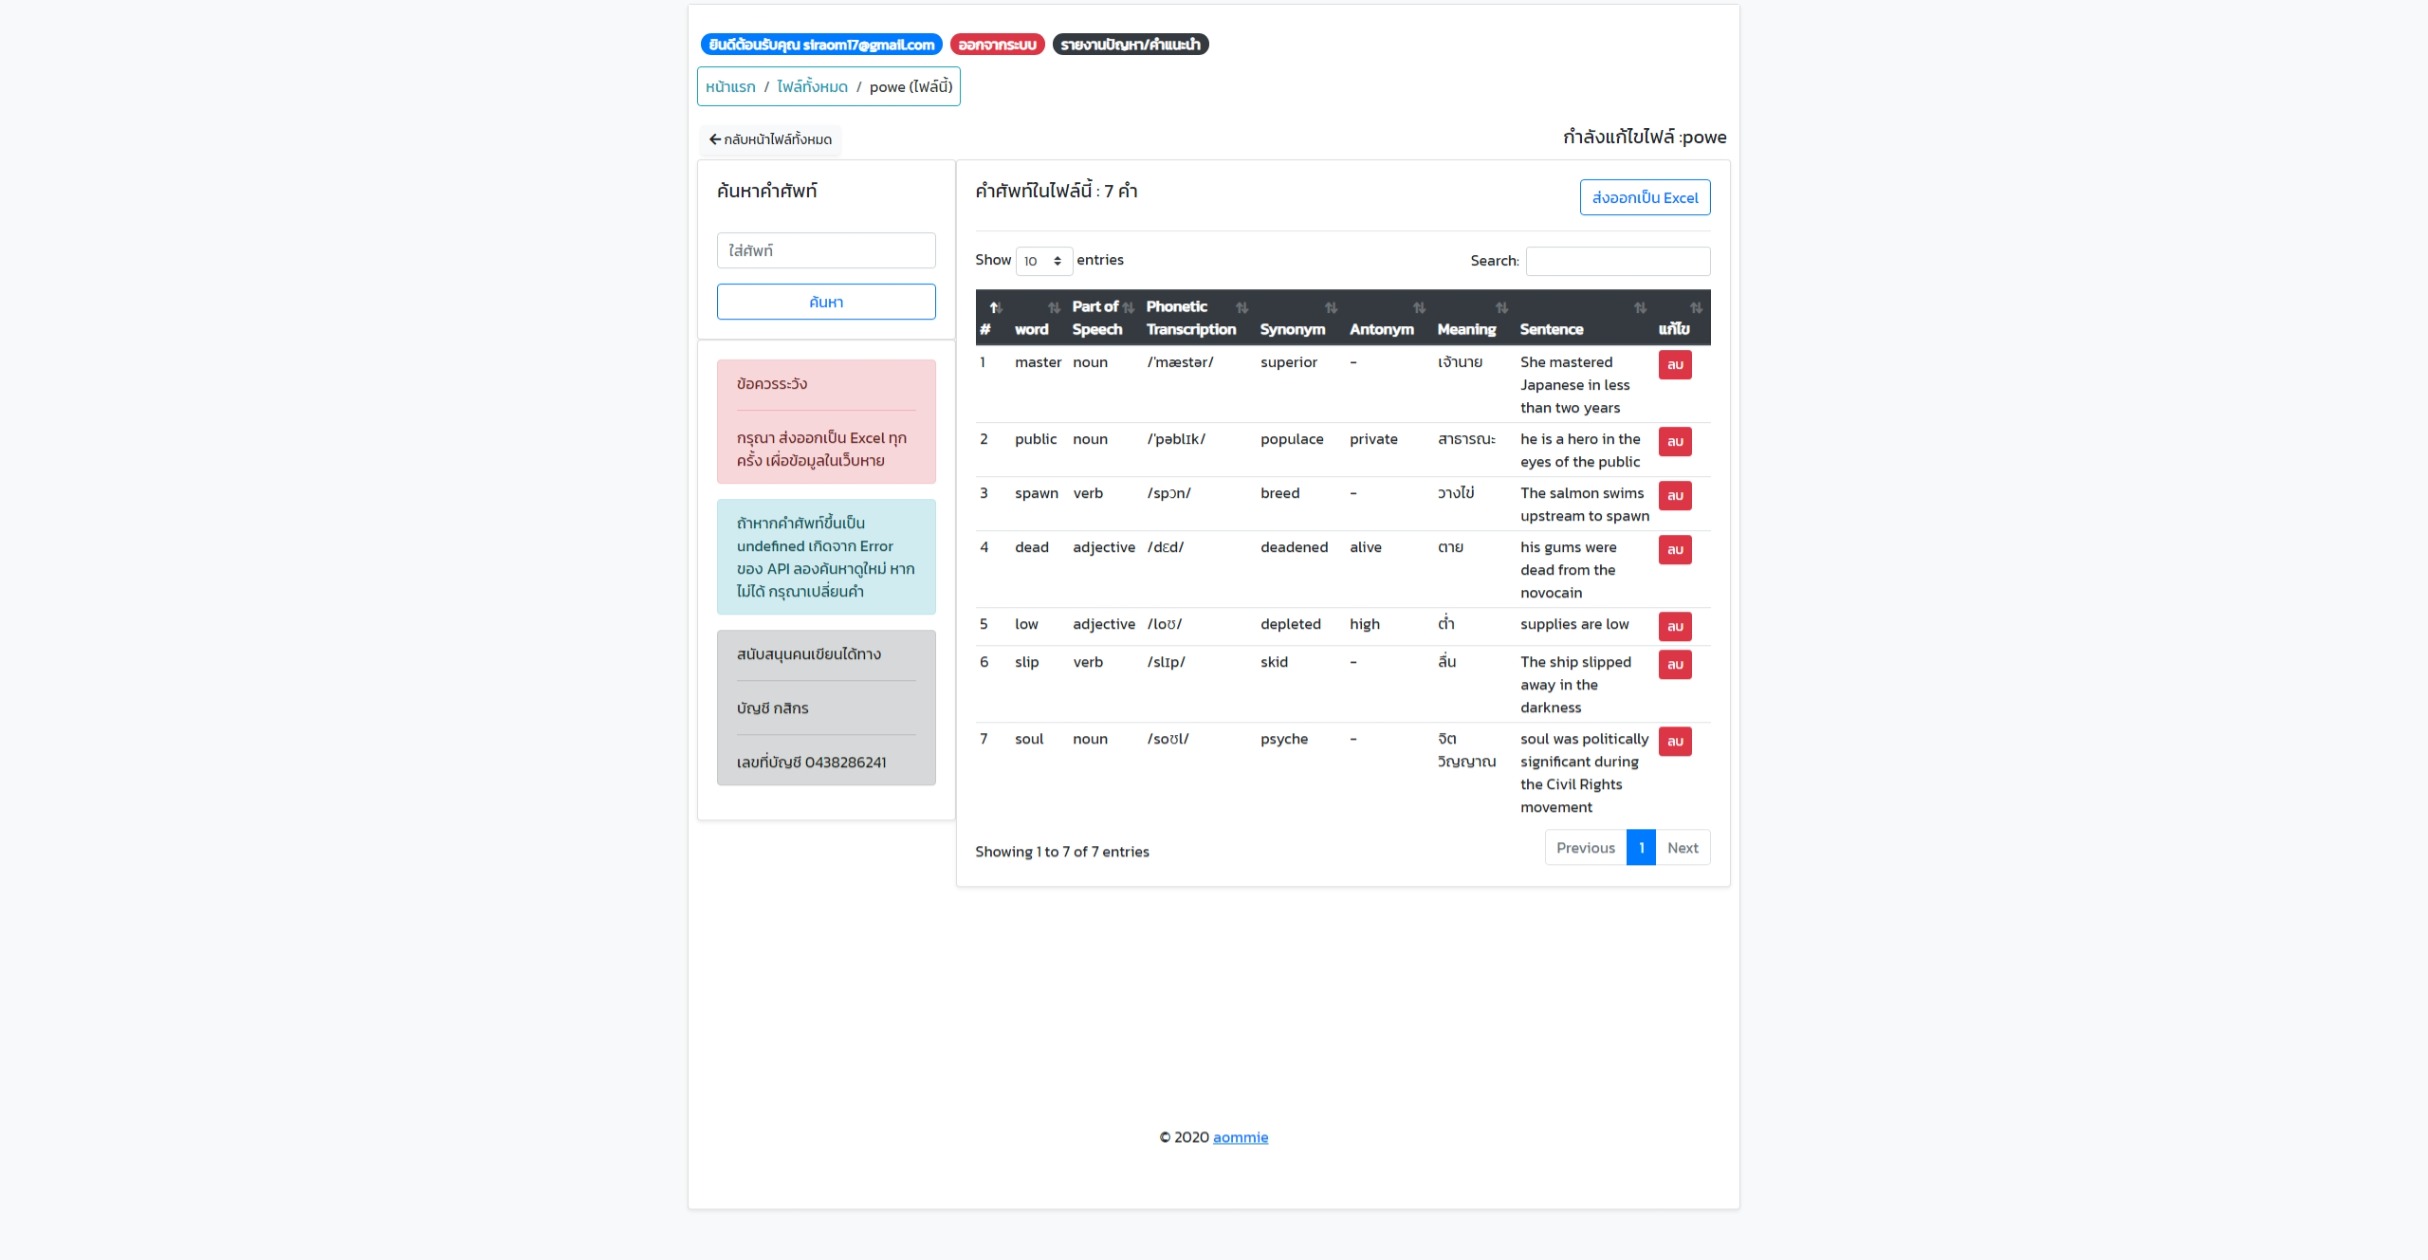 ยินดีต้อนรับคุณ siraom17@gmail.com ออกจากระบบ รายงานปัญหา/คำแนะนำ
หน้าแรก / ไฟล์ทั้งหมด / powe (ไฟล์นี้)
กลับหน้าไฟล์ทั้งหมด
กำลังแก้ไขไฟล์ :powe
ค้นหาคำศัพท์
ใส่ศัพท์
ค้นหา
ข้อควรระวัง
กรุณา ส่งออกเป็น Excel ทุก
ครั้ง เผื่อข้อมูลในเว็บหาย
ถ้าหากคำศัพท์ขึ้นเป็น
undefined เกิดจาก Error
ของ API ลองค้นหาดูใหม่ หาก
ไม่ได้ กรุณาเปลี่ยนคำ
สนับสนุนคนเขียนได้ทาง
บัญชี กสิกร
เลขที่บัญชี 0438286241
คำศัพท์ในไฟล์นี้ : 7 คำ
ส่งออกเป็น Excel
Show 10 entries
Search:
# word Part of Speech Phonetic Transcription Synonym Antonym Meaning Sentence แก้ไข
1 master noun /'mæstər/ superior - เจ้านาย She mastered ลบ
Japanese in less
than two years
2 public noun /'pəblɪk/ populace private สาธารณะ he is a hero in the ลบ
eyes of the public
3 spawn verb /spɔn/ breed - วางไข่ The salmon swims ลบ
upstream to spawn
4 dead adjective /dɛd/ deadened alive ตาย his gums were ลบ
dead from the
novocain
5 low adjective /loʊ/ depleted high ต่ำ supplies are low ลบ
6 slip verb /slɪp/ skid - ลื่น The ship slipped ลบ
away in the
darkness
7 soul noun /soʊl/ psyche - จิต soul was politically ลบ
วิญญาณ significant during
the Civil Rights
movement
Showing 1 to 7 of 7 entries
Previous 1 Next
© 2020 aommie